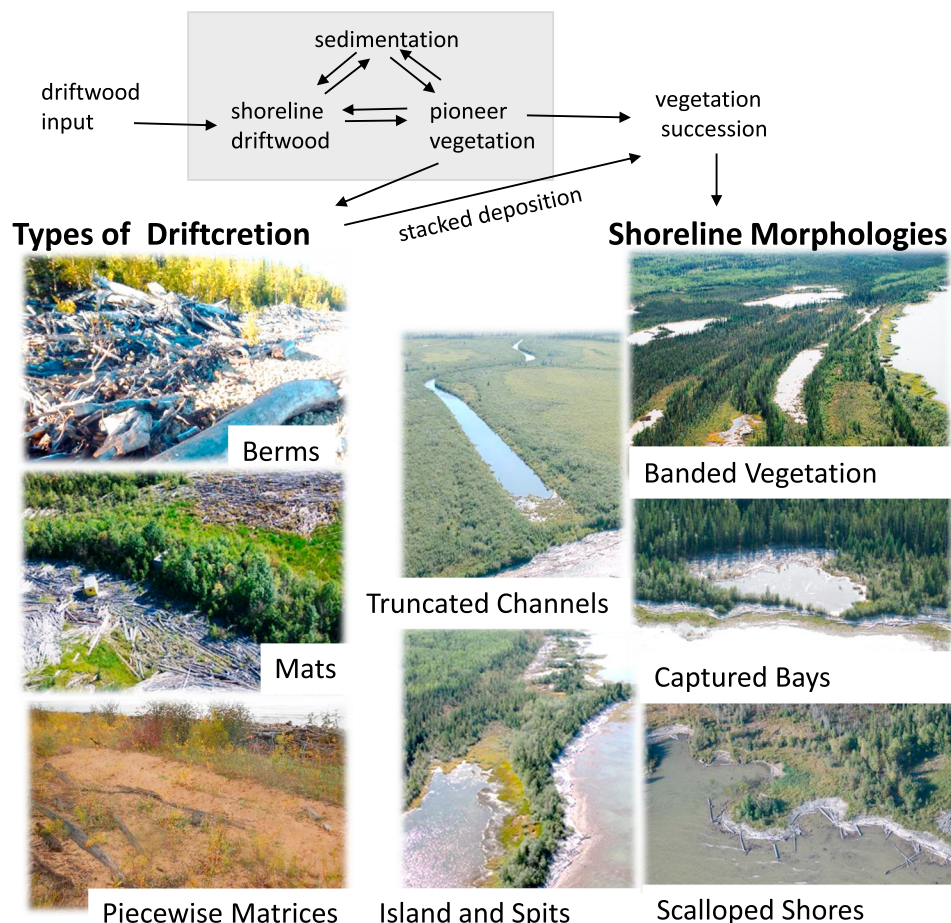 sedimentation
driftwood
input
shoreline
driftwood
pioneer
vegetation
vegetation
succession
stacked deposition
Types of Driftcretion
Shoreline Morphologies
Berms
Banded Vegetation
Truncated Channels
Mats
Captured Bays
Piecewise Matrices
Island and Spits
Scalloped Shores